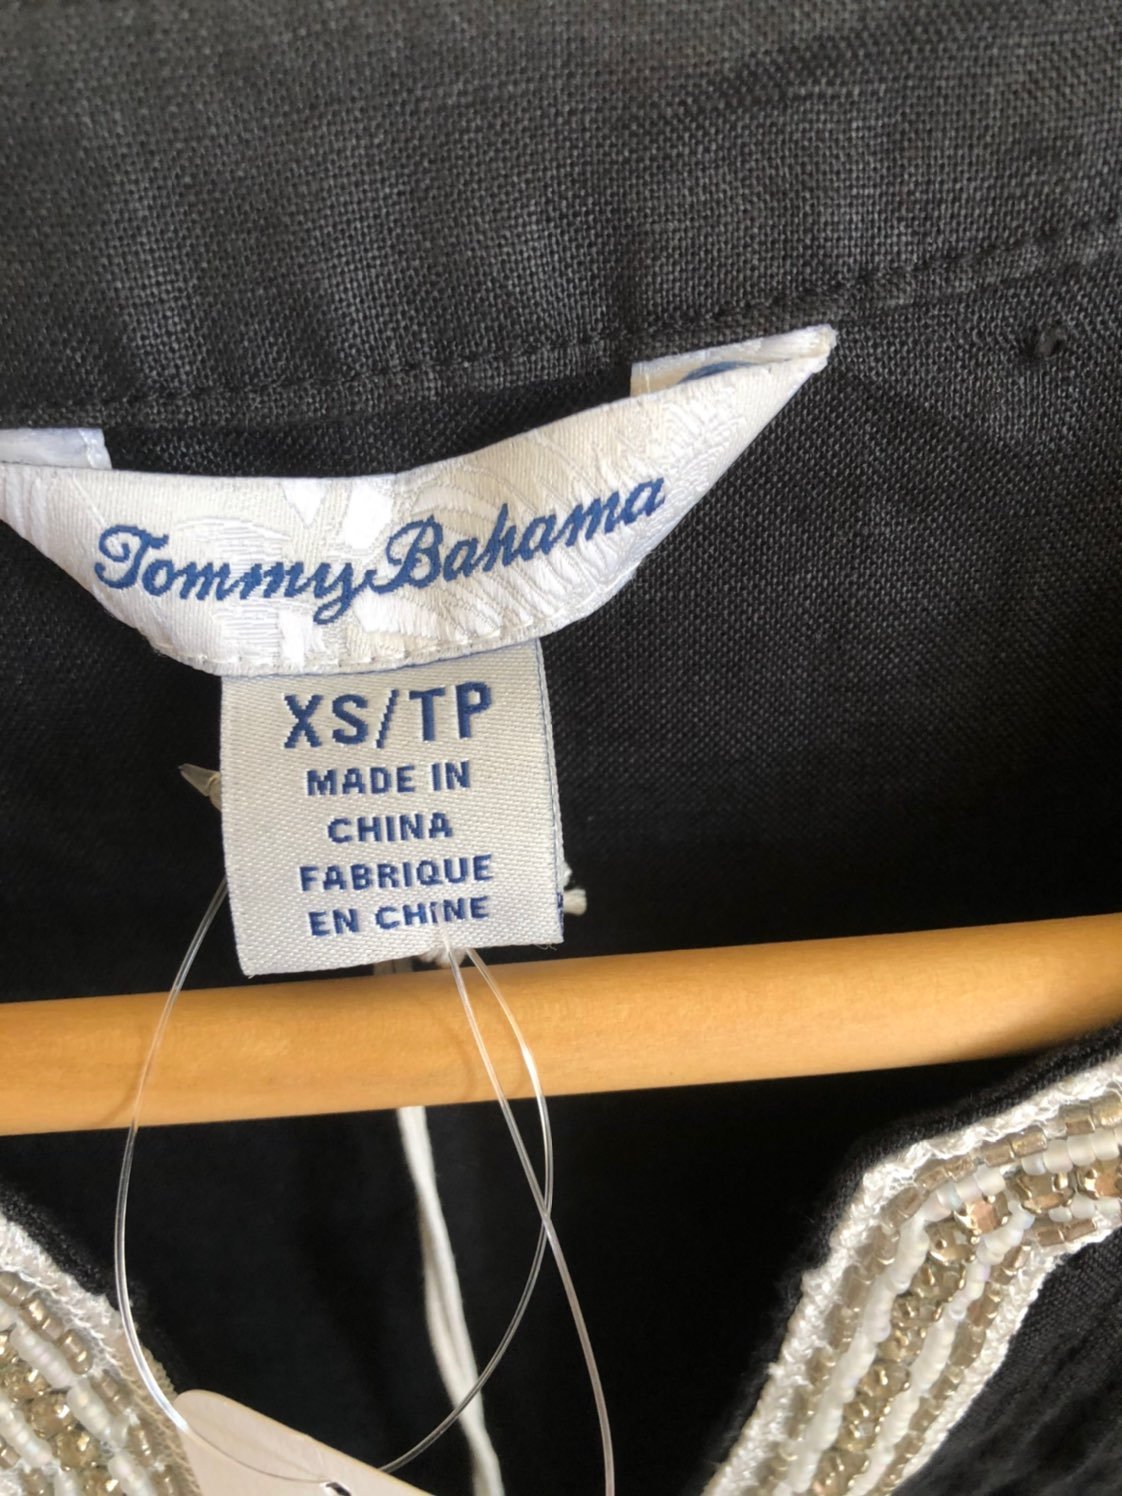 Tommy Bahama
XS/TP
MADE IN
CHINA
FABRIQUE
EN CHINE